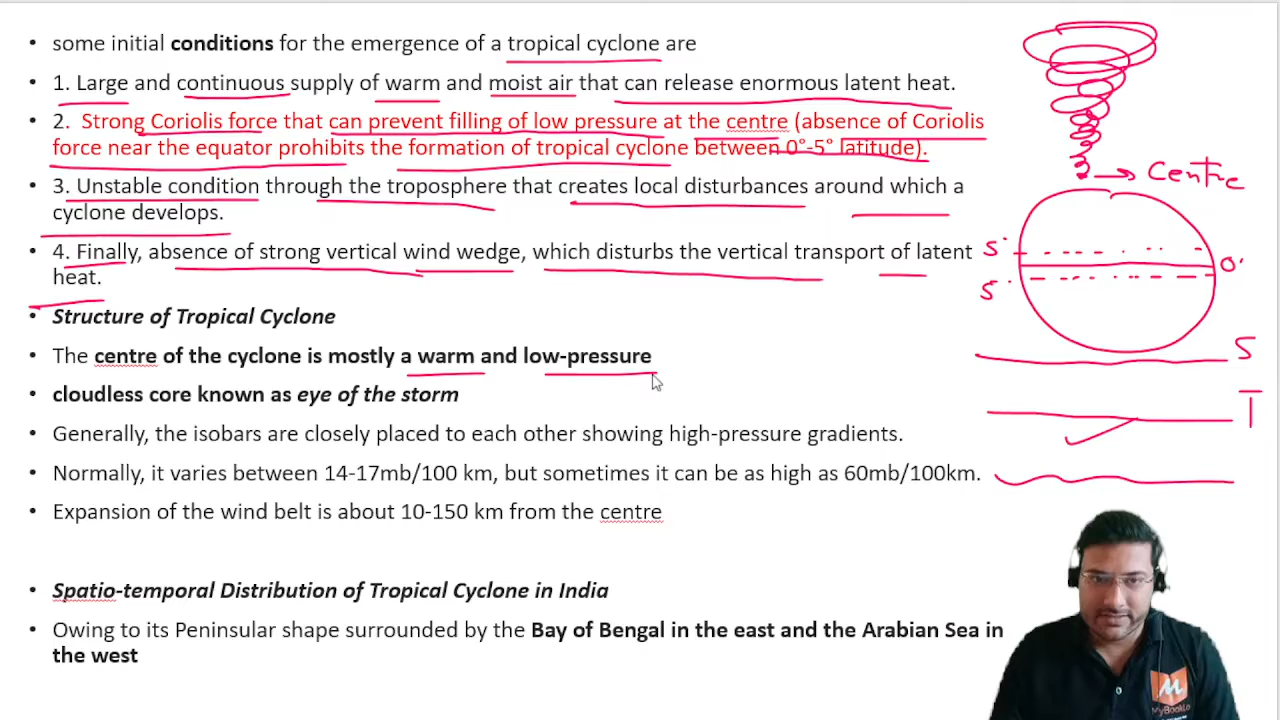 • some initial conditions for the emergence of a tropical cyclone are
• 1. Large and continuous supply of warm and moist air that can release enormous latent heat.
• 2. Strong Coriolis force that can prevent filling of low pressure at the centre (absence of Coriolis
force near the equator prohibits the formation of tropical cyclone between 0°-5° latitude).
• 3. Unstable condition through the troposphere that creates local disturbances around which a
cyclone develops.
• 4. Finally, absence of strong vertical wind wedge, which disturbs the vertical transport of latent
heat.
• Structure of Tropical Cyclone
• The centre of the cyclone is mostly a warm and low-pressure
• cloudless core known as eye of the storm
• Generally, the isobars are closely placed to each other showing high-pressure gradients.
• Normally, it varies between 14-17mb/100 km, but sometimes it can be as high as 60mb/100km.
• Expansion of the wind belt is about 10-150 km from the centre
• Spatio-temporal Distribution of Tropical Cyclone in India
• Owing to its Peninsular shape surrounded by the Bay of Bengal in the east and the Arabian Sea in
the west
Centre
5°
0°
5°
S
T
MyBookLo